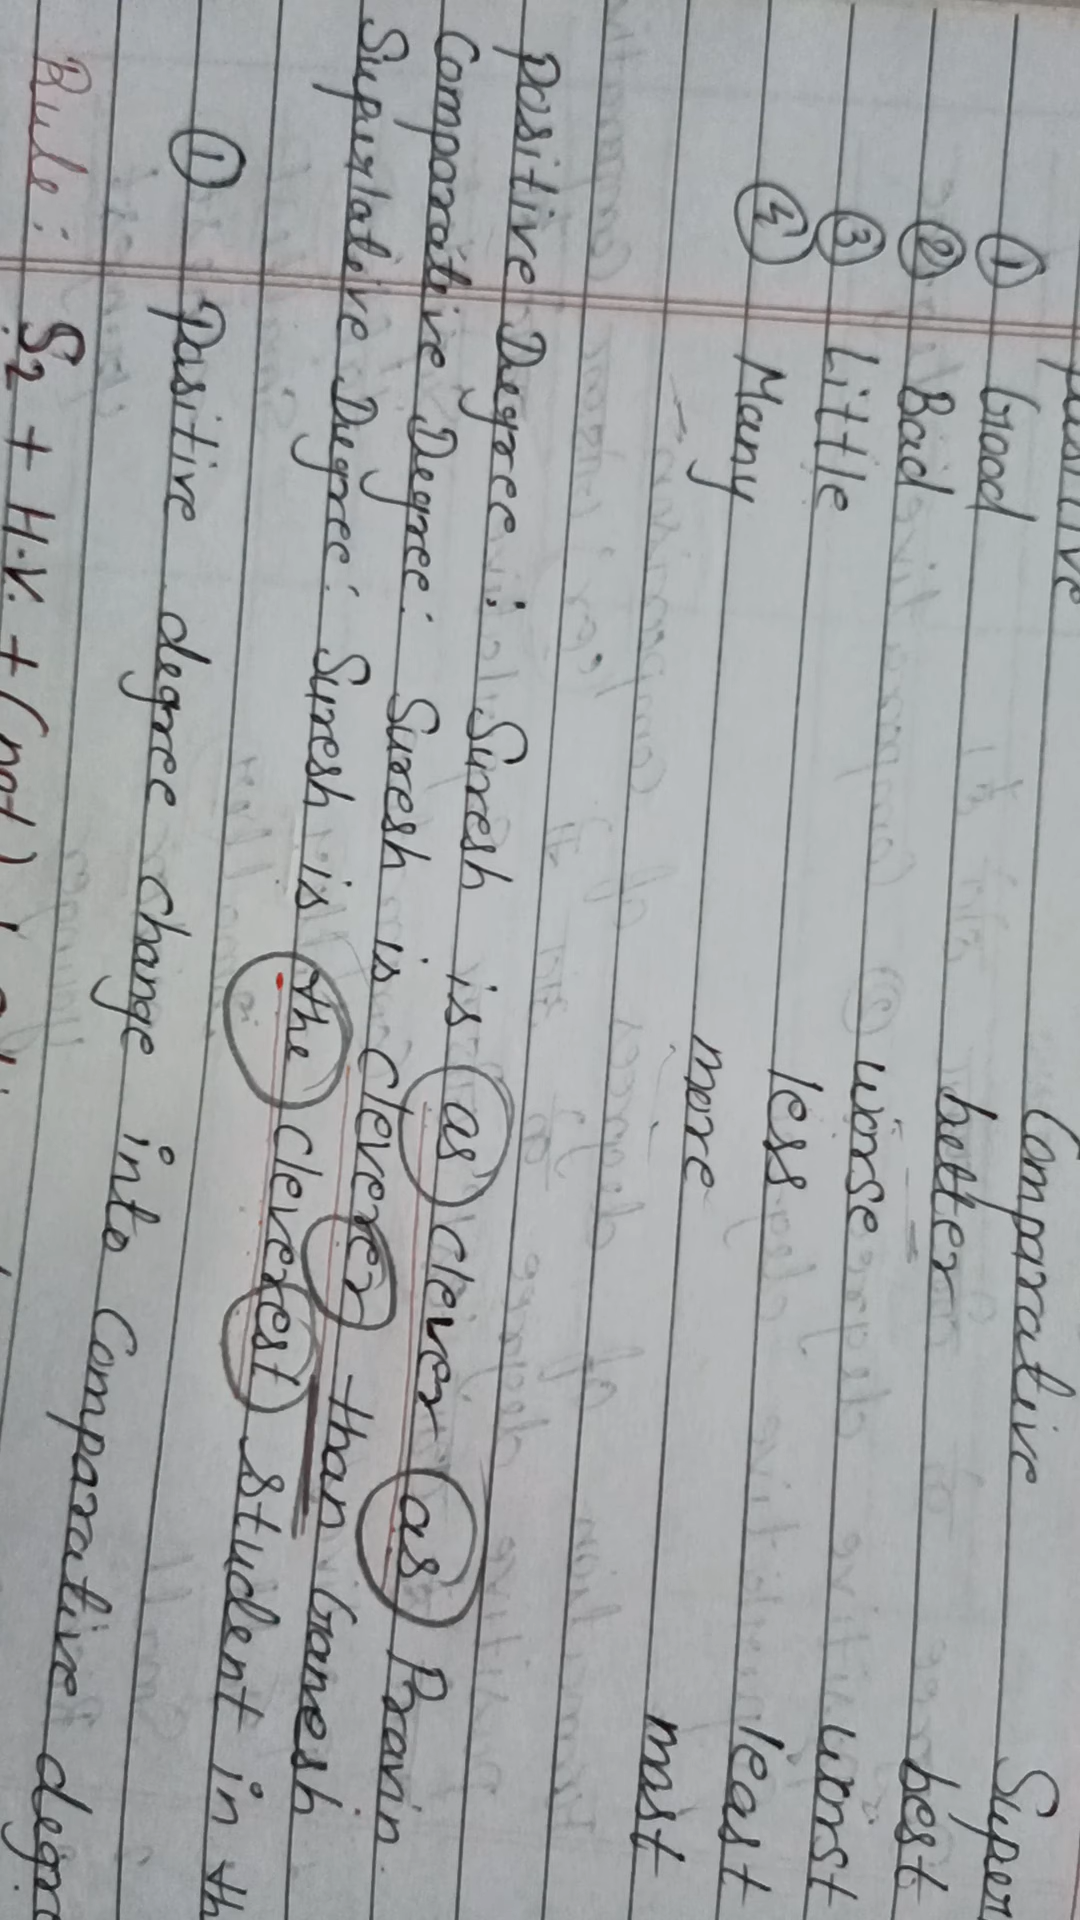 Positive Comparative Super
① Good better best
② Bad worse worst
③ Little less least
④ Many more most
Positive Degree: Suresh is as clever as Pravin.
Comparative Degree: Suresh is cleverer than Ganesh
Superlative Degree: Suresh is the cleverest student in th
① Positive degree change into Comparative degre
Rule: S2 + H.V. + (not)